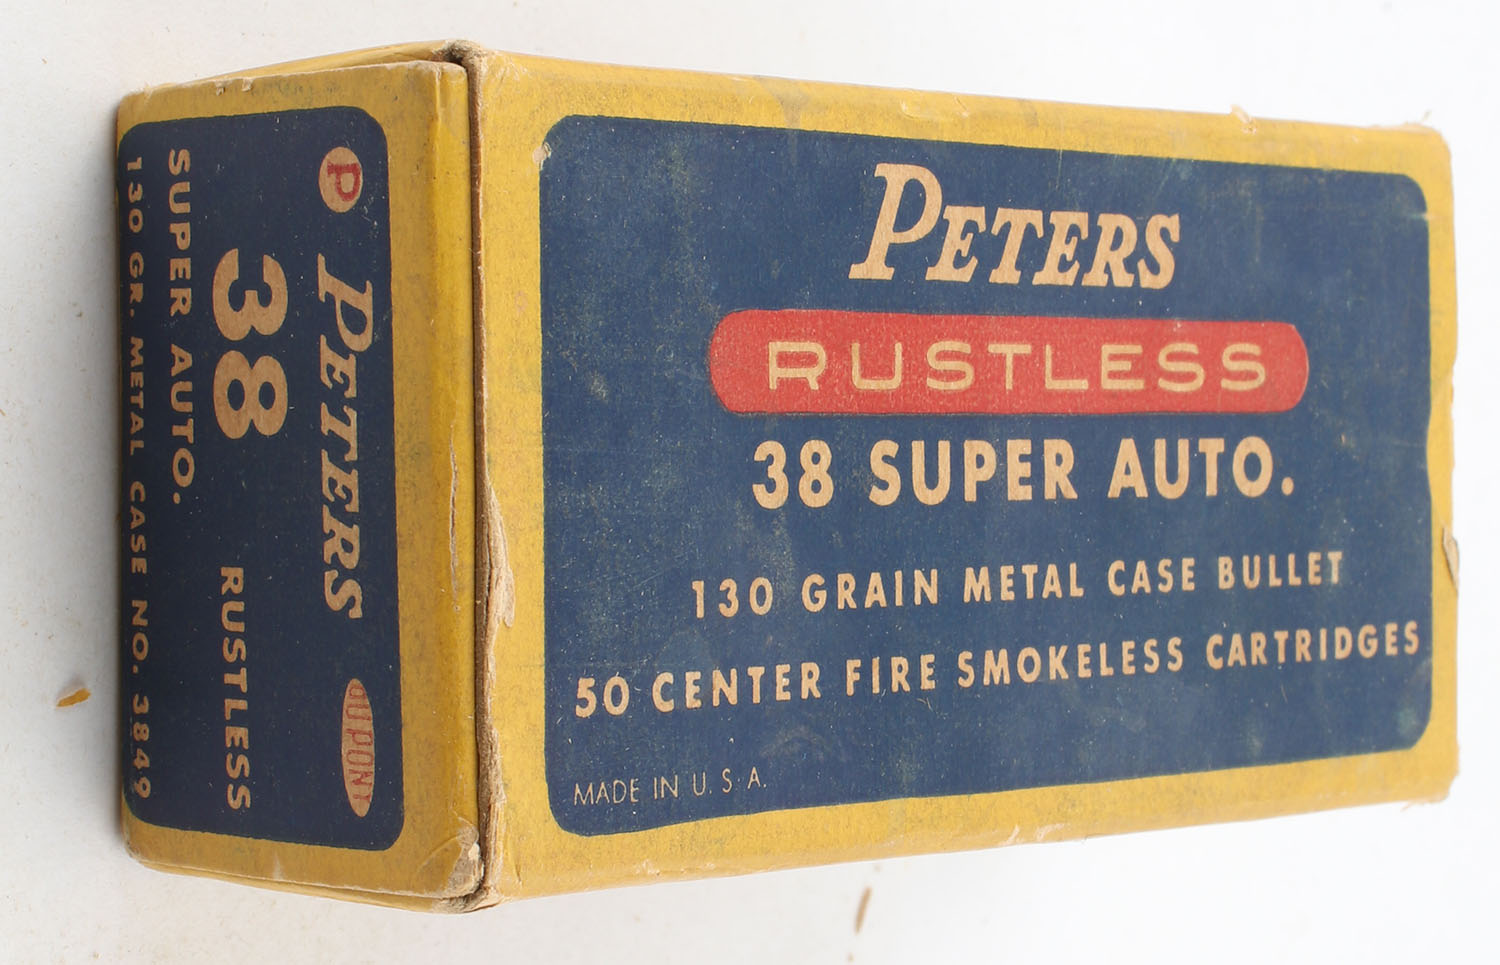 PETERS
RUSTLESS
38 SUPER AUTO.
130 GRAIN METAL CASE BULLET
50 CENTER FIRE SMOKELESS CARTRIDGES
MADE IN U.S.A.
P PETERS DUPONT
38 RUSTLESS
SUPER AUTO.
130 GR. METAL CASE NO. 3849